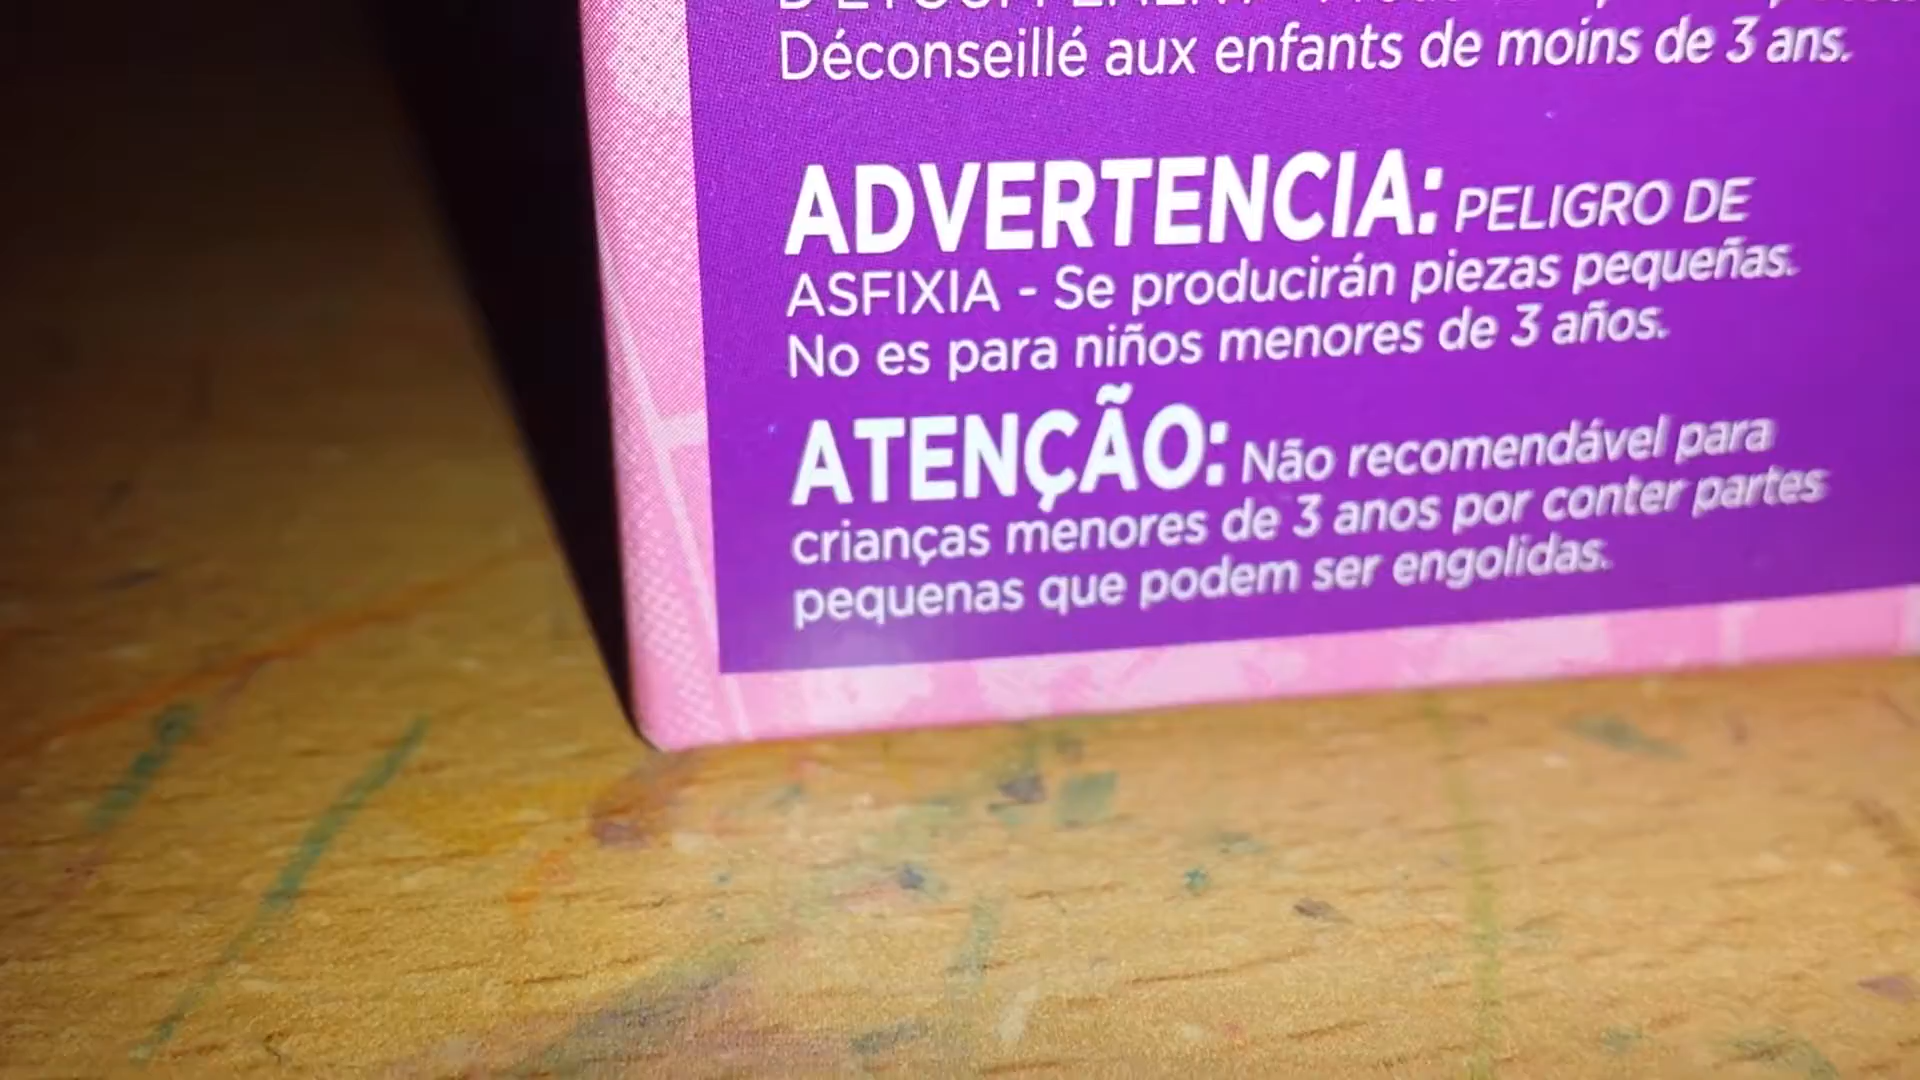 Déconseillé aux enfants de moins de 3 ans.
ADVERTENCIA: PELIGRO DE
ASFIXIA - Se producirán piezas pequeñas.
No es para niños menores de 3 años.
ATENÇÃO: Não recomendável para
crianças menores de 3 anos por conter partes
pequenas que podem ser engolidas.